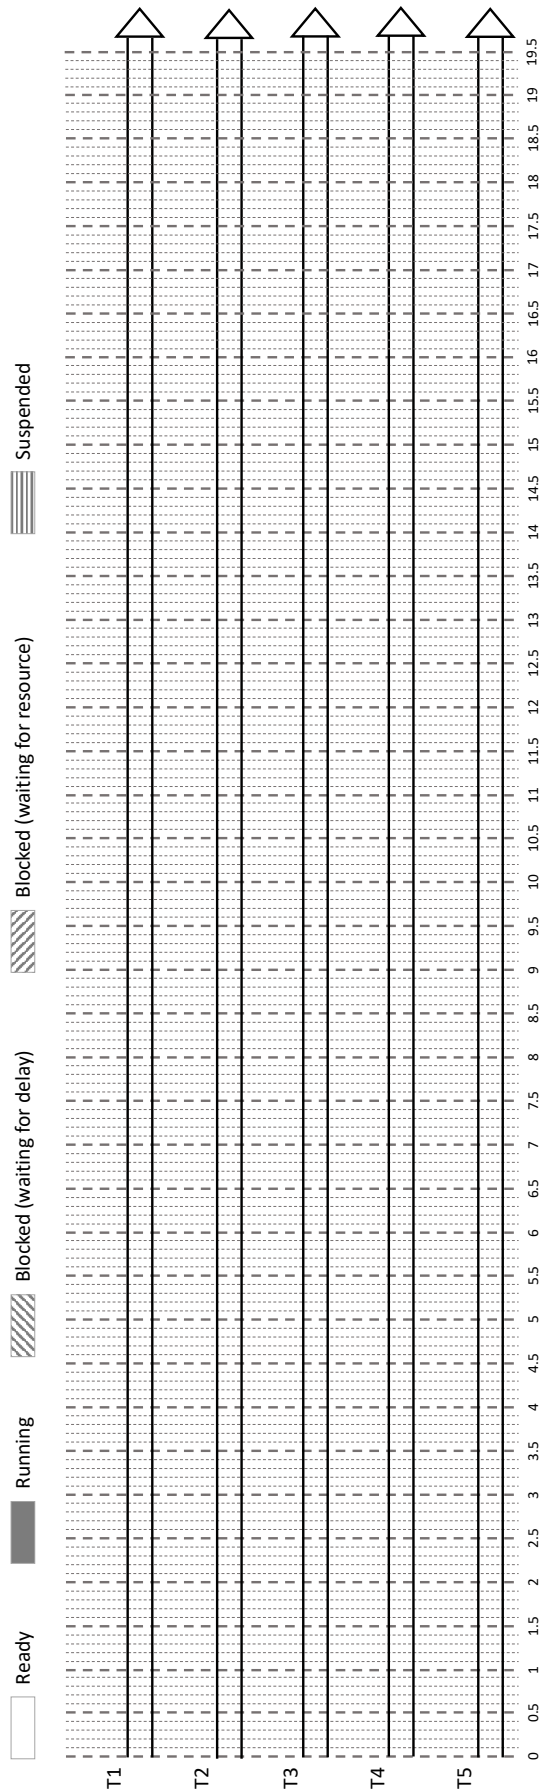 Ready Running Blocked (waiting for delay) Blocked (waiting for resource) Suspended
T1
T2
T3
T4
T5
0 0.5 1 1.5 2 2.5 3 3.5 4 4.5 5 5.5 6 6.5 7 7.5 8 8.5 9 9.5 10 10.5 11 11.5 12 12.5 13 13.5 14 14.5 15 15.5 16 16.5 17 17.5 18 18.5 19 19.5